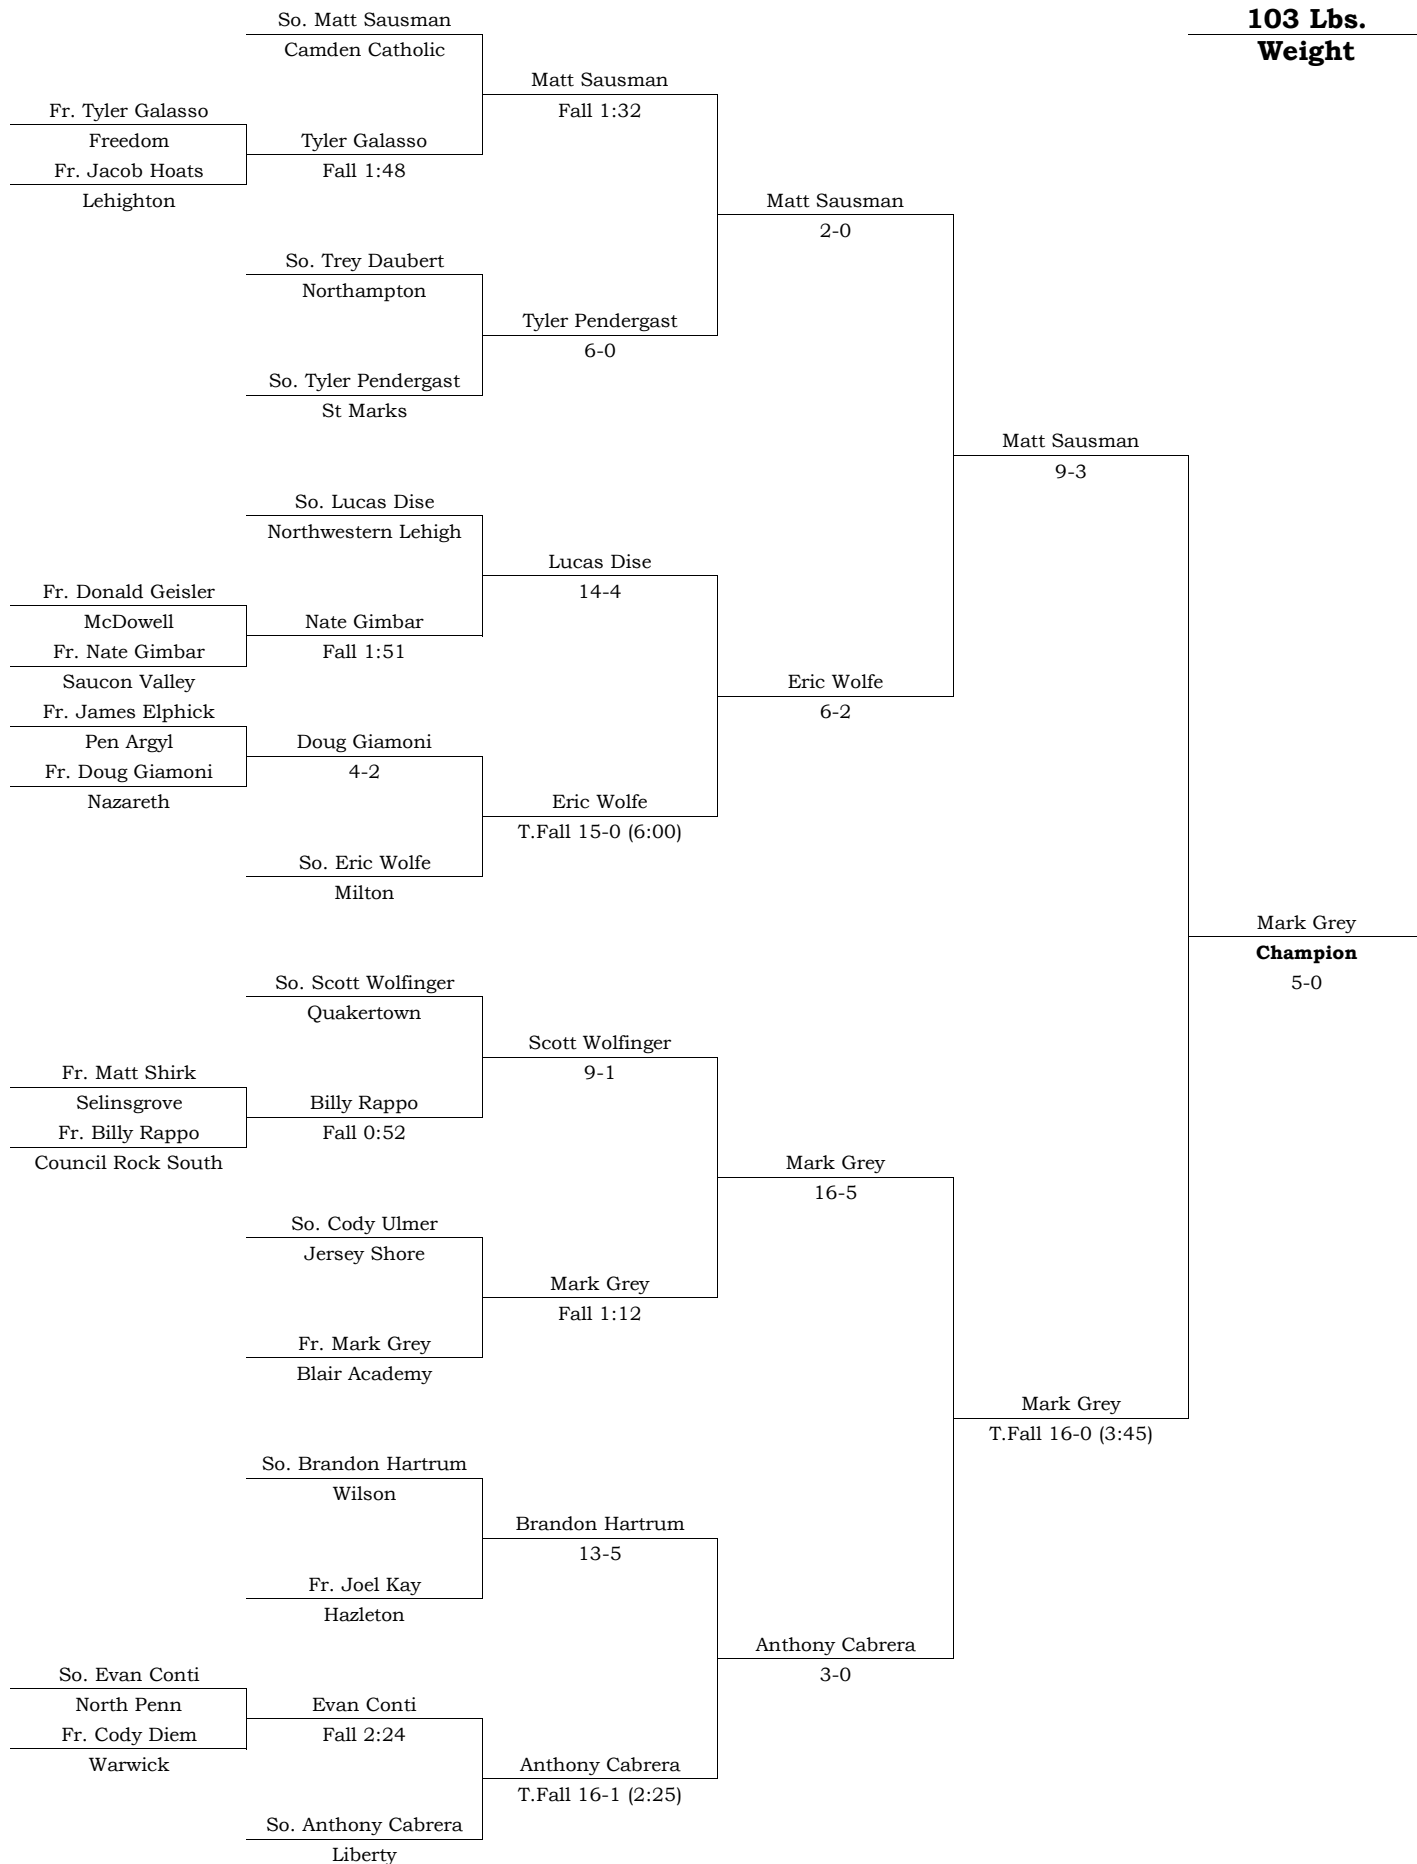 So. Matt Sausman
103 Lbs.
Camden Catholic
Weight
Matt Sausman
Fr. Tyler Galasso
Fall 1:32
Freedom
Tyler Galasso
Fr. Jacob Hoats
Fall 1:48
Lehighton
Matt Sausman
2-0
So. Trey Daubert
Northampton
Tyler Pendergast
6-0
So. Tyler Pendergast
St Marks
Matt Sausman
9-3
So. Lucas Dise
Northwestern Lehigh
Lucas Dise
Fr. Donald Geisler
14-4
McDowell
Nate Gimbar
Fr. Nate Gimbar
Fall 1:51
Saucon Valley
Eric Wolfe
Fr. James Elphick
6-2
Pen Argyl
Doug Giamoni
Fr. Doug Giamoni
4-2
Nazareth
Eric Wolfe
T.Fall 15-0 (6:00)
So. Eric Wolfe
Milton
Mark Grey
Champion
5-0
So. Scott Wolfinger
Quakertown
Scott Wolfinger
Fr. Matt Shirk
9-1
Selinsgrove
Billy Rappo
Fr. Billy Rappo
Fall 0:52
Council Rock South
Mark Grey
16-5
So. Cody Ulmer
Jersey Shore
Mark Grey
Fall 1:12
Fr. Mark Grey
Blair Academy
Mark Grey
T.Fall 16-0 (3:45)
So. Brandon Hartrum
Wilson
Brandon Hartrum
13-5
Fr. Joel Kay
Hazleton
Anthony Cabrera
So. Evan Conti
3-0
North Penn
Evan Conti
Fr. Cody Diem
Fall 2:24
Warwick
Anthony Cabrera
T.Fall 16-1 (2:25)
So. Anthony Cabrera
Liberty